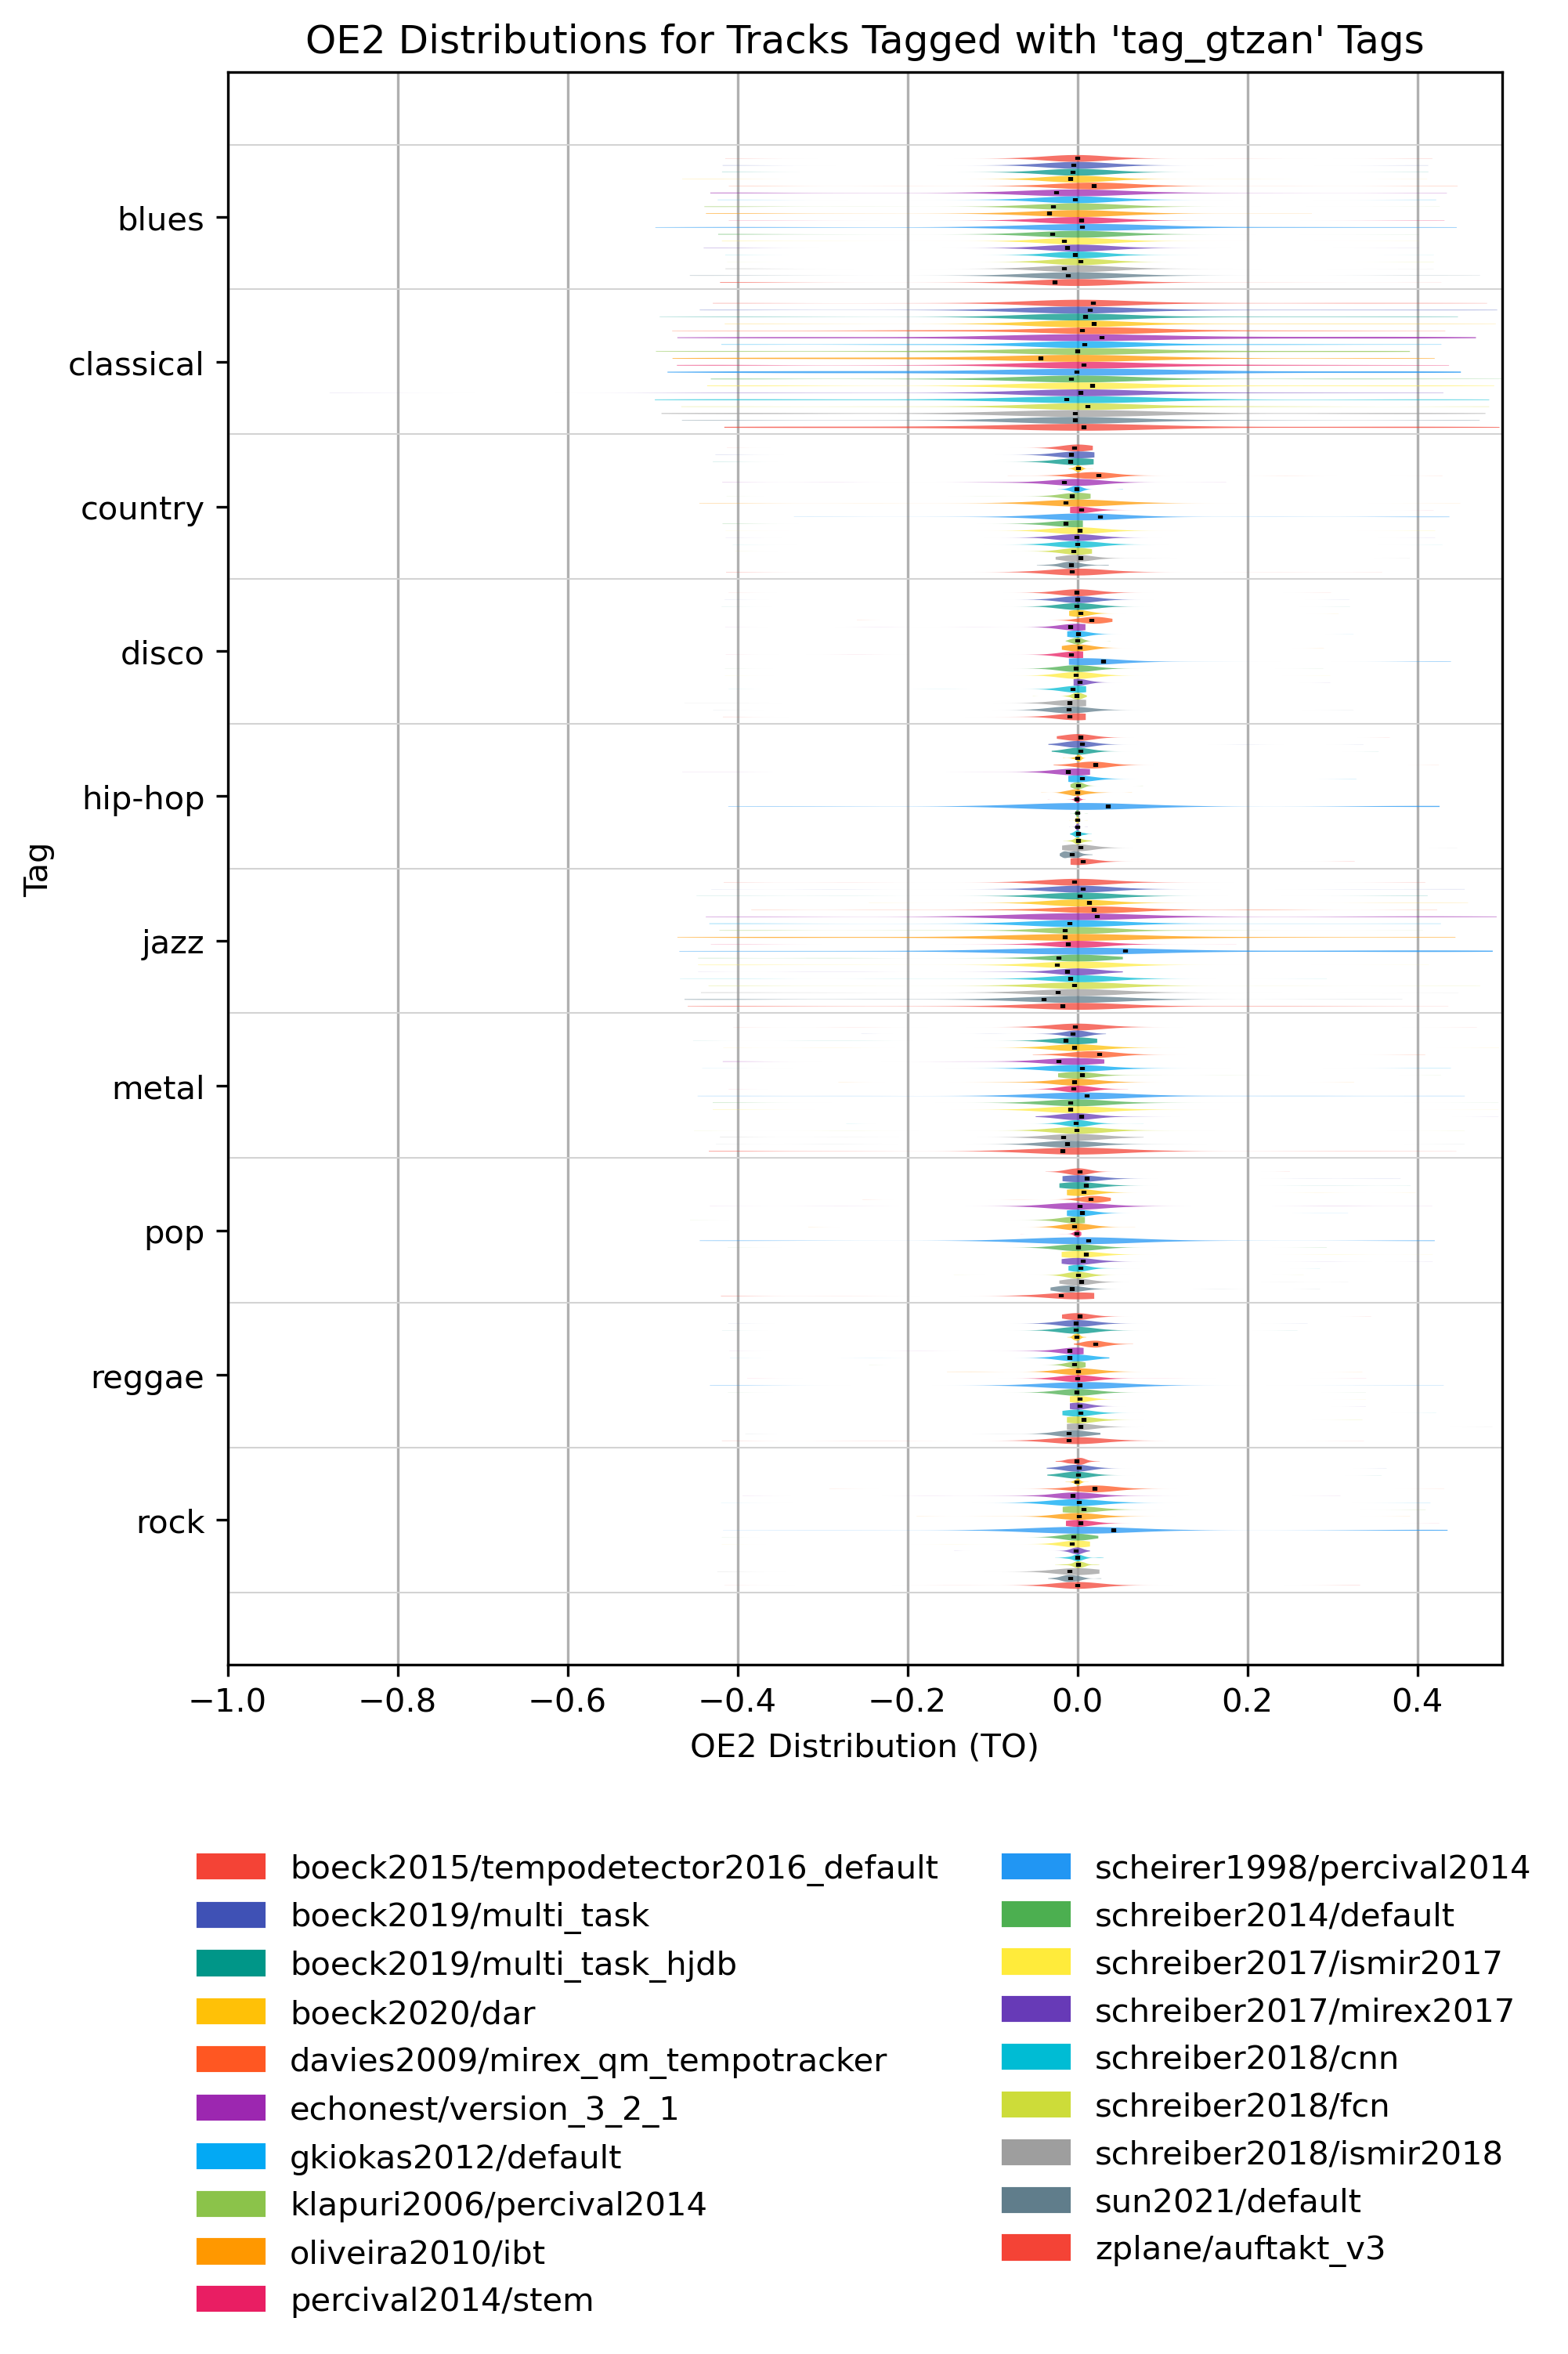 OE2 Distributions for Tracks Tagged with 'tag_gtzan' Tags
blues
classical
country
disco
hip-hop
jazz
metal
pop
reggae
rock
Tag
−1.0 −0.8 −0.6 −0.4 −0.2 0.0 0.2 0.4
OE2 Distribution (TO)
boeck2015/tempodetector2016_default
boeck2019/multi_task
boeck2019/multi_task_hjdb
boeck2020/dar
davies2009/mirex_qm_tempotracker
echonest/version_3_2_1
gkiokas2012/default
klapuri2006/percival2014
oliveira2010/ibt
percival2014/stem
scheirer1998/percival2014
schreiber2014/default
schreiber2017/ismir2017
schreiber2017/mirex2017
schreiber2018/cnn
schreiber2018/fcn
schreiber2018/ismir2018
sun2021/default
zplane/auftakt_v3